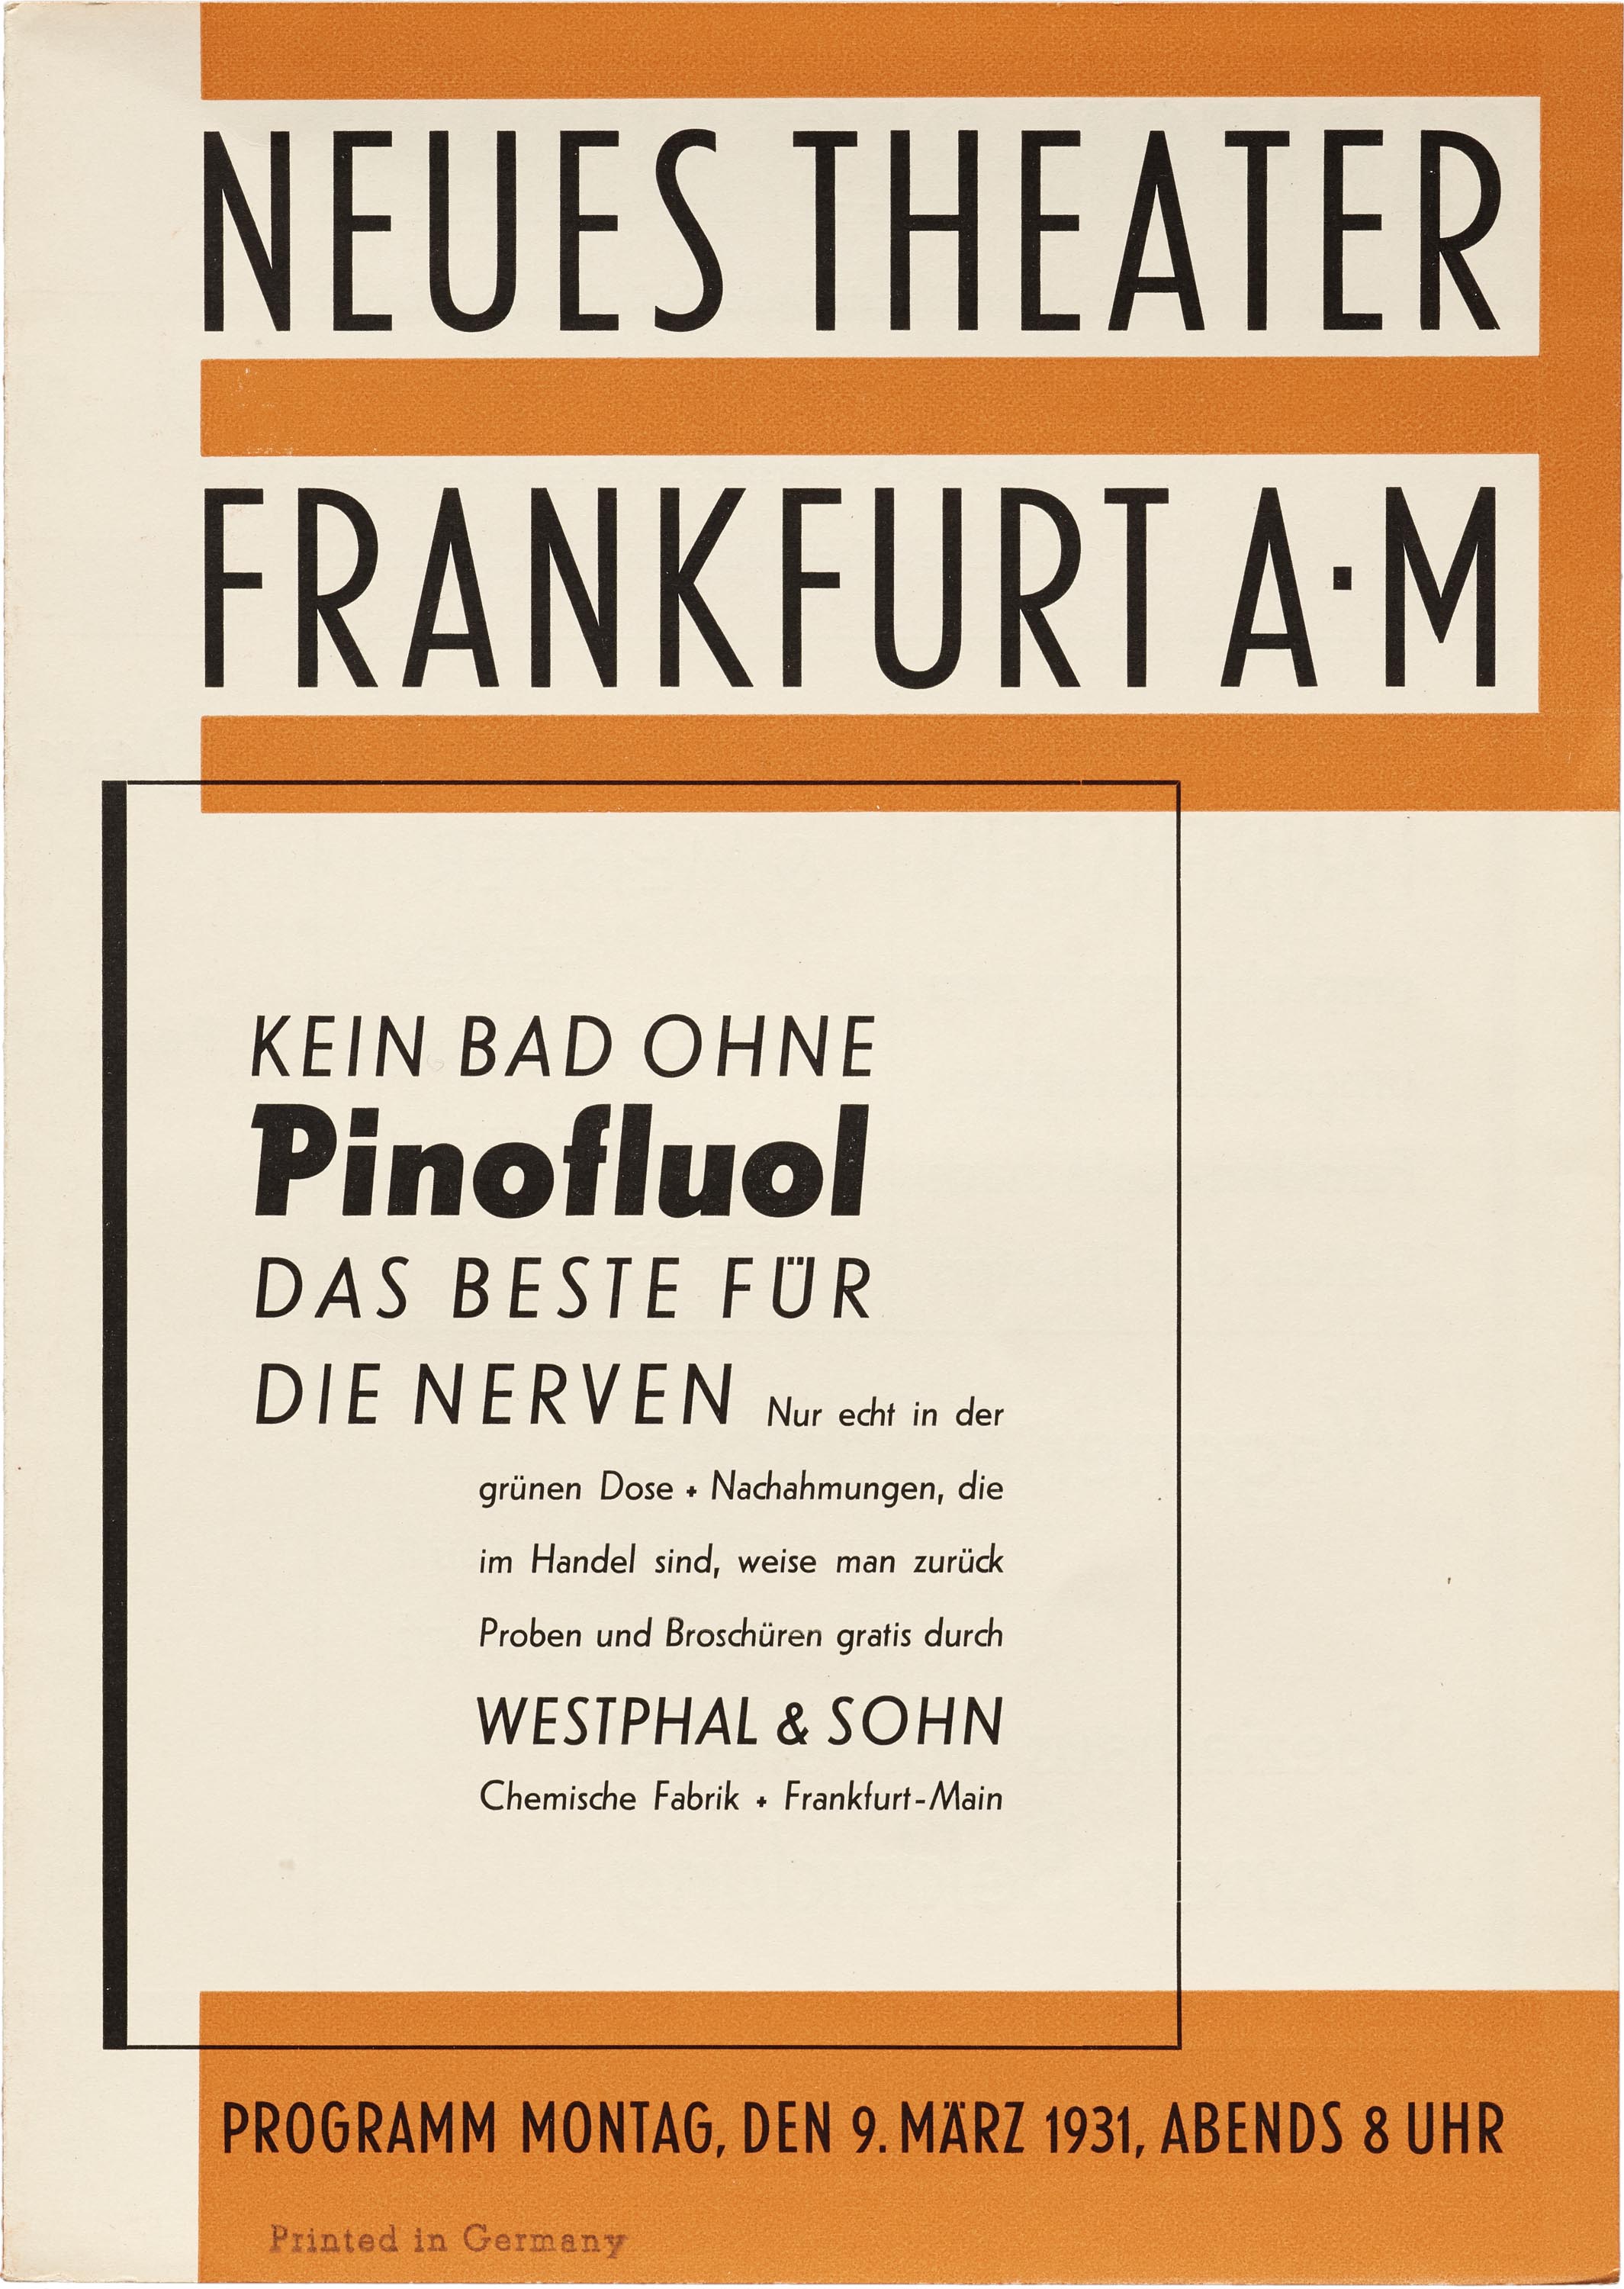 NEUES THEATER
FRANKFURT A·M
KEIN BAD OHNE
Pinofluol
DAS BESTE FÜR
DIE NERVEN Nur echt in der
grünen Dose + Nachahmungen, die
im Handel sind, weise man zurück
Proben und Broschüren gratis durch
WESTPHAL & SOHN
Chemische Fabrik + Frankfurt-Main
PROGRAMM MONTAG, DEN 9. MÄRZ 1931, ABENDS 8 UHR
Printed in Germany